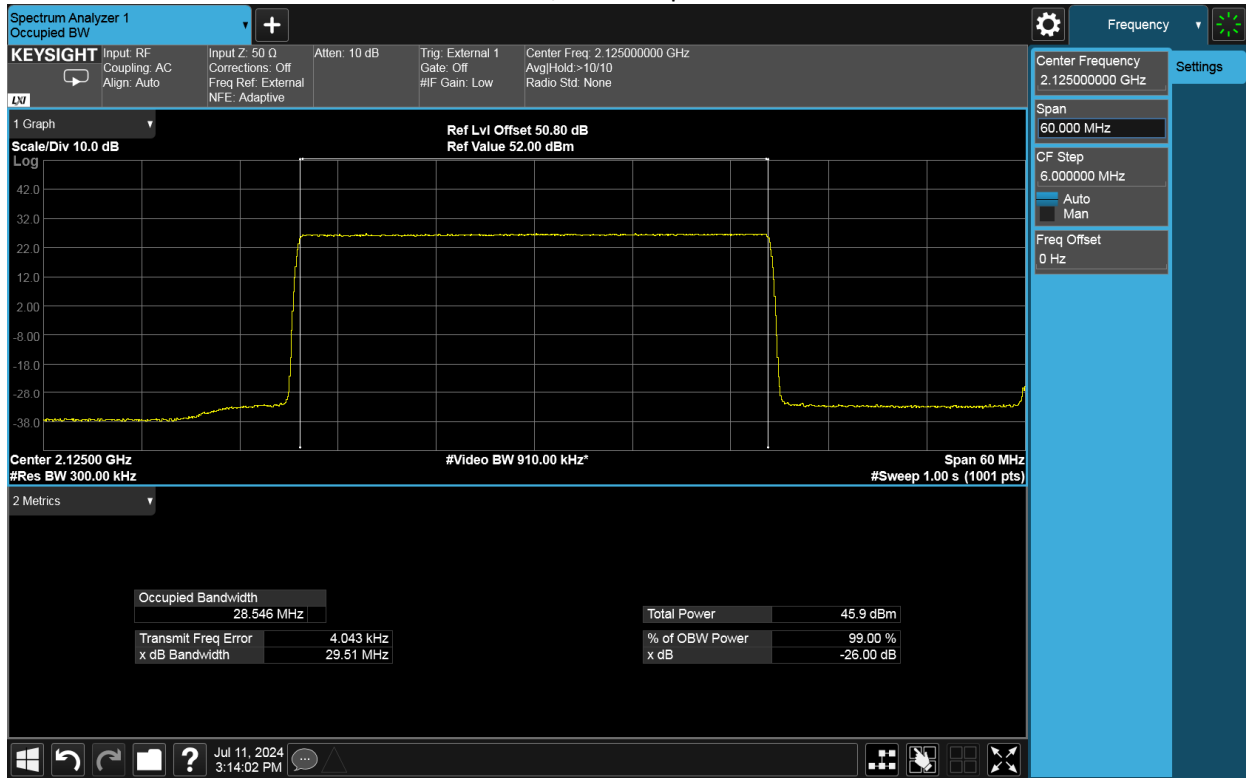 Spectrum Analyzer 1
Occupied BW
Frequency
KEYSIGHT
LXI
Input: RF
Coupling: AC
Align: Auto
Input Z: 50 Ω
Corrections: Off
Freq Ref: External
NFE: Adaptive
Atten: 10 dB
Trig: External 1
Gate: Off
#IF Gain: Low
Center Freq: 2.125000000 GHz
Avg|Hold:>10/10
Radio Std: None
Center Frequency
2.125000000 GHz
Settings
Span
60.000 MHz
CF Step
6.000000 MHz
Auto
Man
Freq Offset
0 Hz
1 Graph
Scale/Div 10.0 dB
Ref Lvl Offset 50.80 dB
Ref Value 52.00 dBm
Log
42.0
32.0
22.0
12.0
2.00
-8.00
-18.0
-28.0
-38.0
Center 2.12500 GHz
#Res BW 300.00 kHz
#Video BW 910.00 kHz*
Span 60 MHz
#Sweep 1.00 s (1001 pts)
2 Metrics
Occupied Bandwidth
28.546 MHz
Transmit Freq Error 4.043 kHz
x dB Bandwidth 29.51 MHz
Total Power 45.9 dBm
% of OBW Power 99.00 %
x dB -26.00 dB
?
Jul 11, 2024
3:14:02 PM